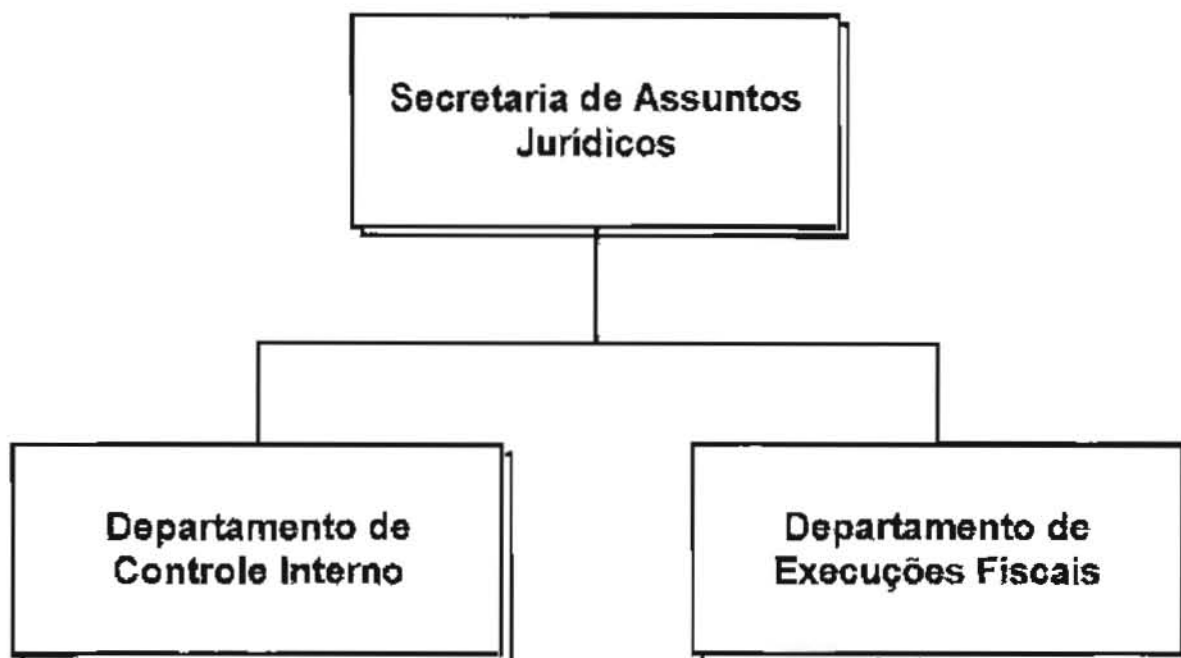 Secretaria de Assuntos
Jurídicos
Departamento de
Controle Interno
Departamento de
Execuções Fiscais